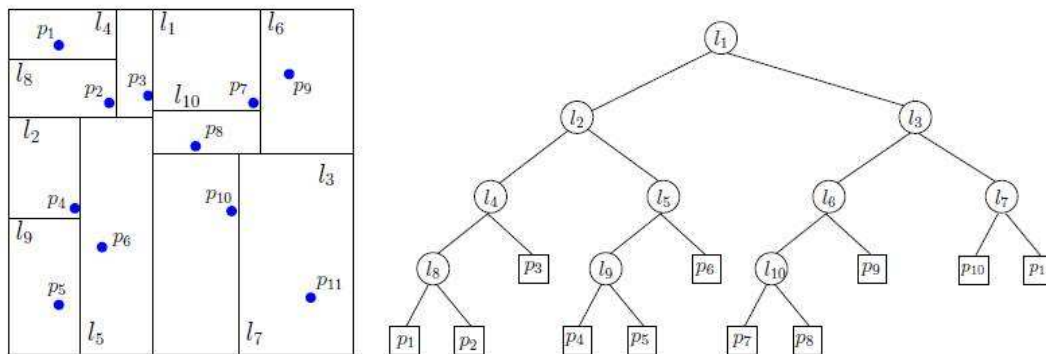 l₄ l₁ l₆
p₁
l₈ p₂ p₃ l₁₀ p₇ p₉
l₂ p₈
l₃
p₄ p₁₀
l₉ p₆
p₅ p₁₁
l₅ l₇
l₁
l₂ l₃
l₄ l₅ l₆ l₇
l₈ p₃ l₉ p₆ l₁₀ p₉ p₁₀ p₁
p₁ p₂ p₄ p₅ p₇ p₈